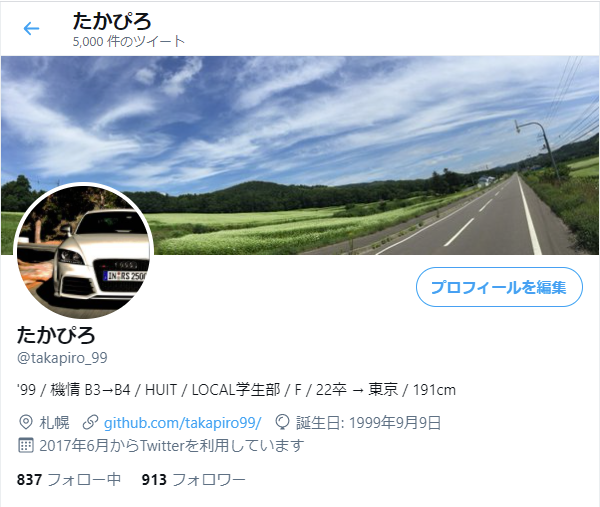 たかぴろ
5,000 件のツイート
プロフィールを編集
たかぴろ
@takapiro_99
'99 / 機情 B3→B4 / HUIT / LOCAL学生部 / F / 22卒 → 東京 / 191cm
札幌 github.com/takapiro99/ 誕生日: 1999年9月9日
2017年6月からTwitterを利用しています
837 フォロー中 913 フォロワー